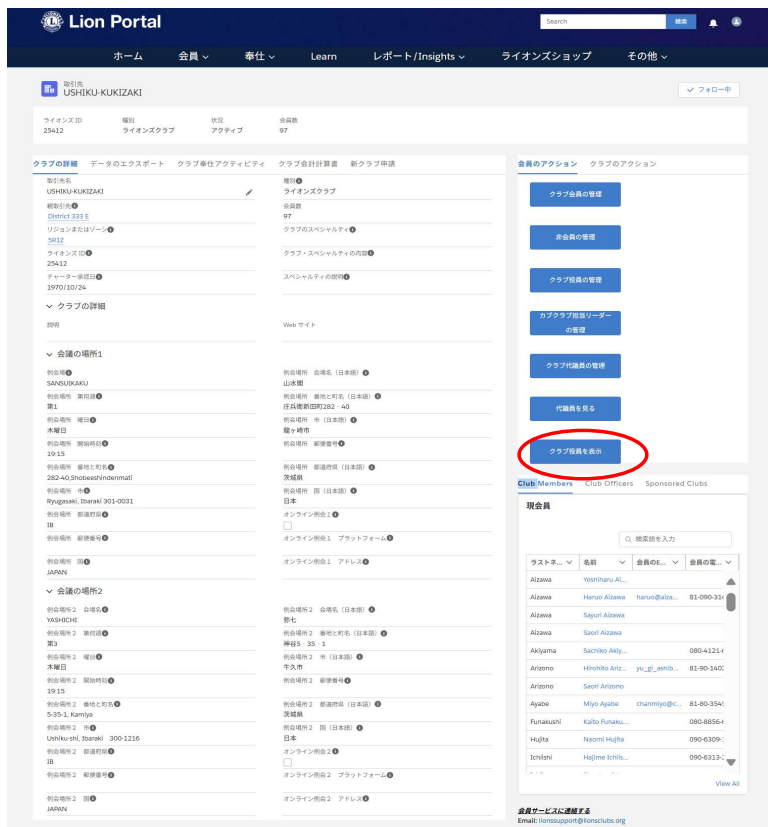 Lion Portal
Search
検索
ホーム 会員 奉仕 Learn レポート/Insights ライオンズショップ その他
取引先
USHIKU-KUKIZAKI
フォロー中
ライオンズ ID 種別 状況 会員数
25412 ライオンズクラブ アクティブ 97
クラブの詳細 データのエクスポート クラブ奉仕アクティビティ クラブ会計計算書 新クラブ申請
取引先名 種別
USHIKU-KUKIZAKI ライオンズクラブ
親取引先 会員数
District 333 E 97
リジョンまたはゾーン クラブのスペシャルティ
5R1Z
ライオンズ ID クラブ・スペシャルティの内容
25412
チャーター承認日 スペシャルティの説明
1970/10/24
クラブの詳細
説明 Web サイト
会議の場所1
例会場 例会場所 会場名（日本語）
SANSUIKAKU 山水閣
例会場所 第何週 例会場所 番地と町名（日本語）
第1 庄兵衛新田町282‐40
例会場所 曜日 例会場所 市（日本語）
木曜日 龍ヶ崎市
例会場所 開始時刻 例会場所 郵便番号
19:15
例会場所 番地と町名 例会場所 都道府県（日本語）
282-40,Shobeeshindenmati 茨城県
例会場所 市 例会場所 国（日本語）
Ryugasaki, Ibaraki 301-0031 日本
例会場所 都道府県 オンライン例会1
IB
例会場所 郵便番号 オンライン例会1 プラットフォーム
例会場所 国 オンライン例会1 アドレス
JAPAN
会議の場所2
例会場所2 会場名 例会場所2 会場名（日本語）
YASHICHI 弥七
例会場所2 第何週 例会場所2 番地と町名（日本語）
第3 神谷5‐35‐1
例会場所2 曜日 例会場所2 市（日本語）
木曜日 牛久市
例会場所2 開始時刻 例会場所2 郵便番号
19:15
例会場所2 番地と町名 例会場所2 都道府県（日本語）
5-35-1, Kamiya 茨城県
例会場所2 市 例会場所2 国（日本語）
Ushiku-shi, Ibaraki 300-1216 日本
例会場所2 都道府県 オンライン例会2
IB
例会場所2 郵便番号 オンライン例会2 プラットフォーム
例会場所2 国 オンライン例会2 アドレス
JAPAN
会員のアクション クラブのアクション
クラブ会員の管理
非会員の管理
クラブ役員の管理
カブクラブ担当リーダー
の管理
クラブ代議員の管理
代議員を見る
クラブ役員を表示
Club Members Club Officers Sponsored Clubs
現会員
検索語を入力
ラストネ... 名前 会員のE... 会員の電...
Aizawa Yoshiharu Ai...
Aizawa Haruo Aizawa haruo@aiza... 81-090-314
Aizawa Sayuri Aizawa
Aizawa Saori Aizawa
Akiyama Sachiko Akiy... 080-4121-6
Arizono Hirohito Ariz... yu_gi_ashib... 81-90-1402
Arizono Saori Arizono
Ayabe Miyo Ayabe chanmiyo@c... 81-80-3545
Funakushi Kaito Funaku... 080-8856-6
Hujita Naomi Hujita 090-6309-
Ichiishi Hajime Ichiis... 090-6313-
View All
会員サービスに連絡する
Email: lionssupport@lionsclubs.org